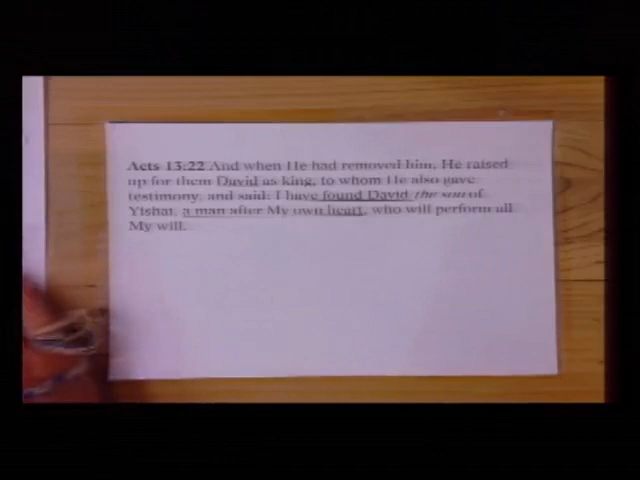 Acts 13:22 And when He had removed him, He raised
up for them David as king, to whom He also gave
testimony, and said: I have found David the son of
Yishai, a man after My own heart, who will perform all
My will.